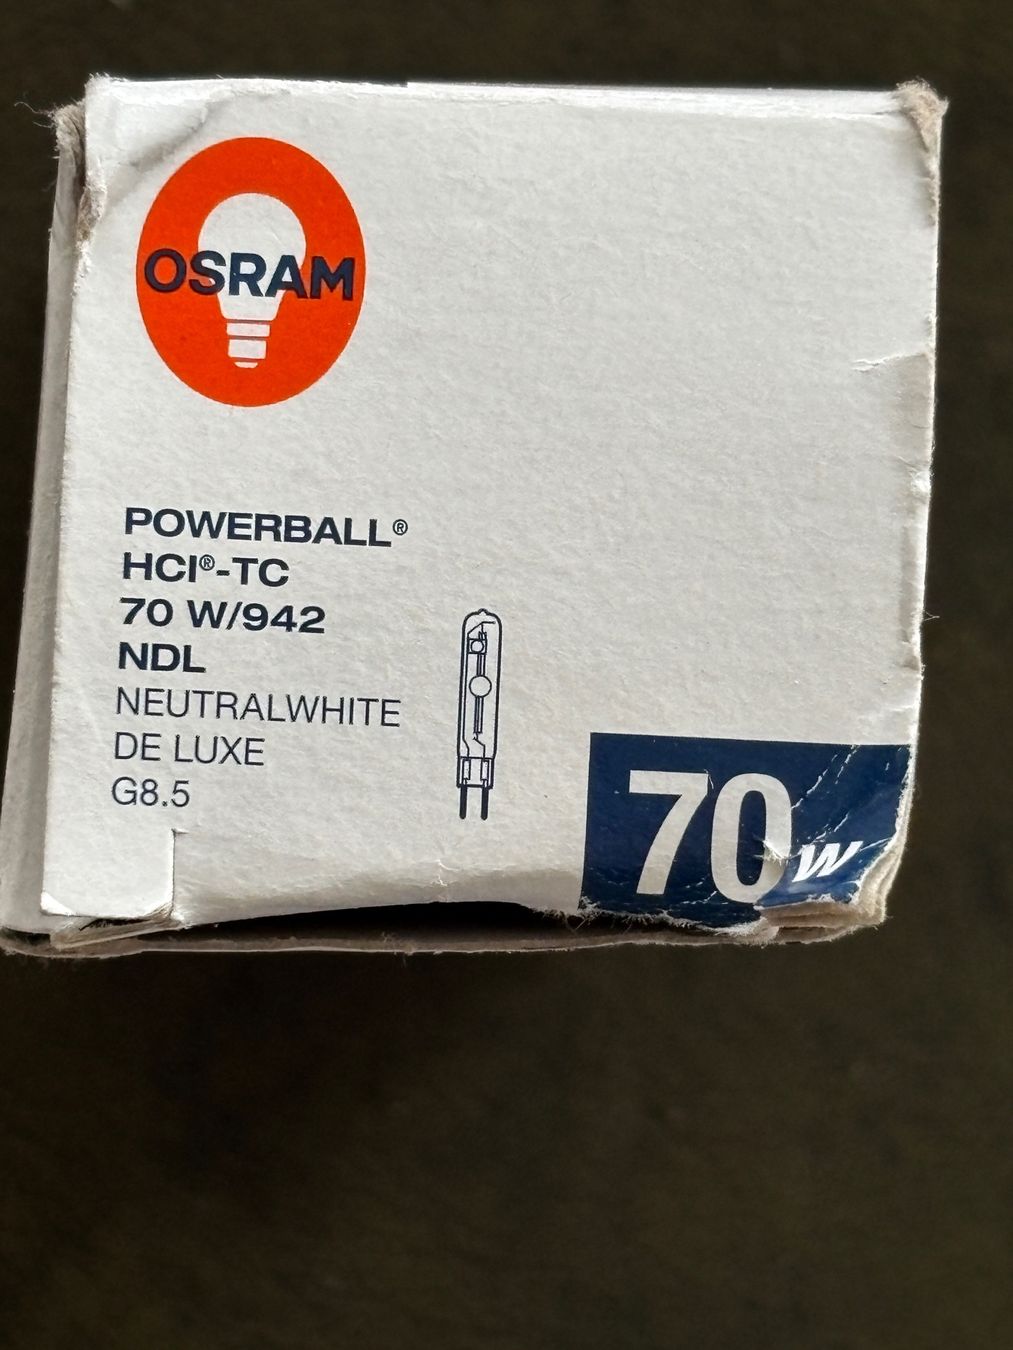 OSRAM
POWERBALL®
HCI®-TC
70 W/942
NDL
NEUTRALWHITE
DE LUXE
G8.5
70 W